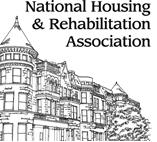 National Housing
& Rehabilitation
Association